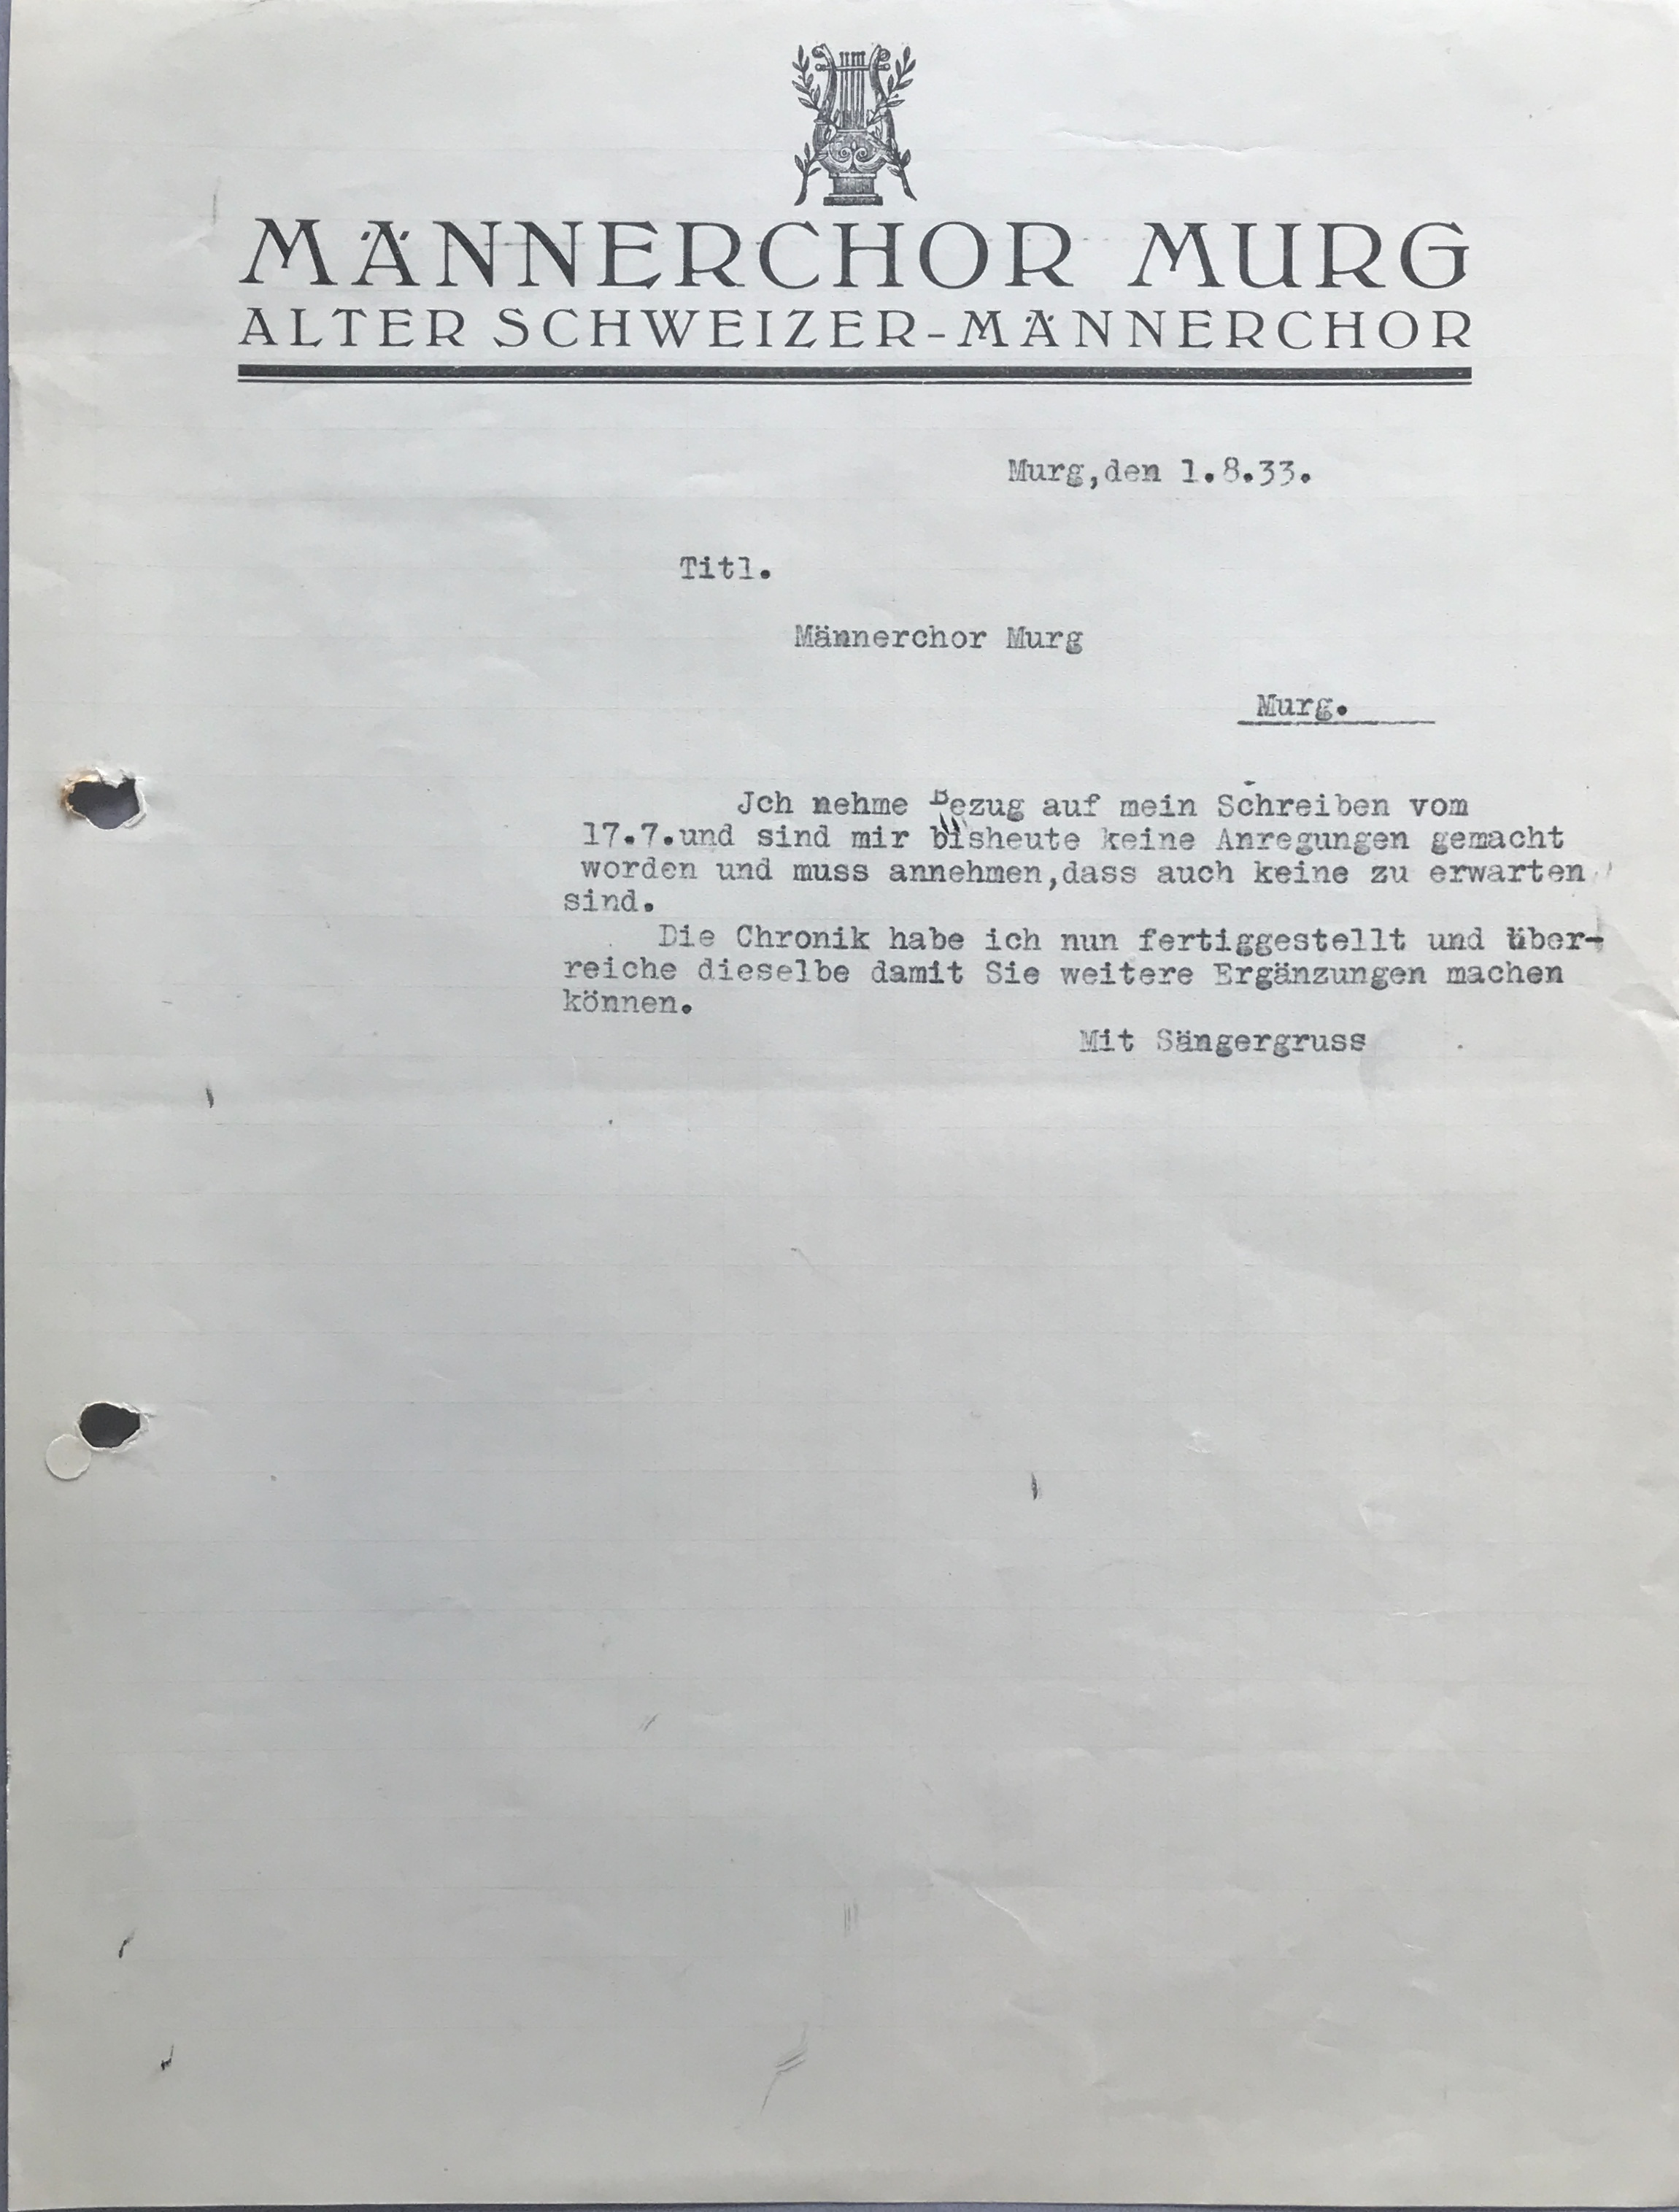 MÄNNERCHOR MURG
ALTER SCHWEIZER-MÄNNERCHOR
Murg,den 1.8.33.
Titl.
Männerchor Murg
Murg.
Jch nehme Bezug auf mein Schreiben vom
17.7.und sind mir bisheute keine Anregungen gemacht
worden und muss annehmen,dass auch keine zu erwarten
sind.
Die Chronik habe ich nun fertiggestellt und über-
reiche dieselbe damit Sie weitere Ergänzungen machen
können.
Mit Sängergruss